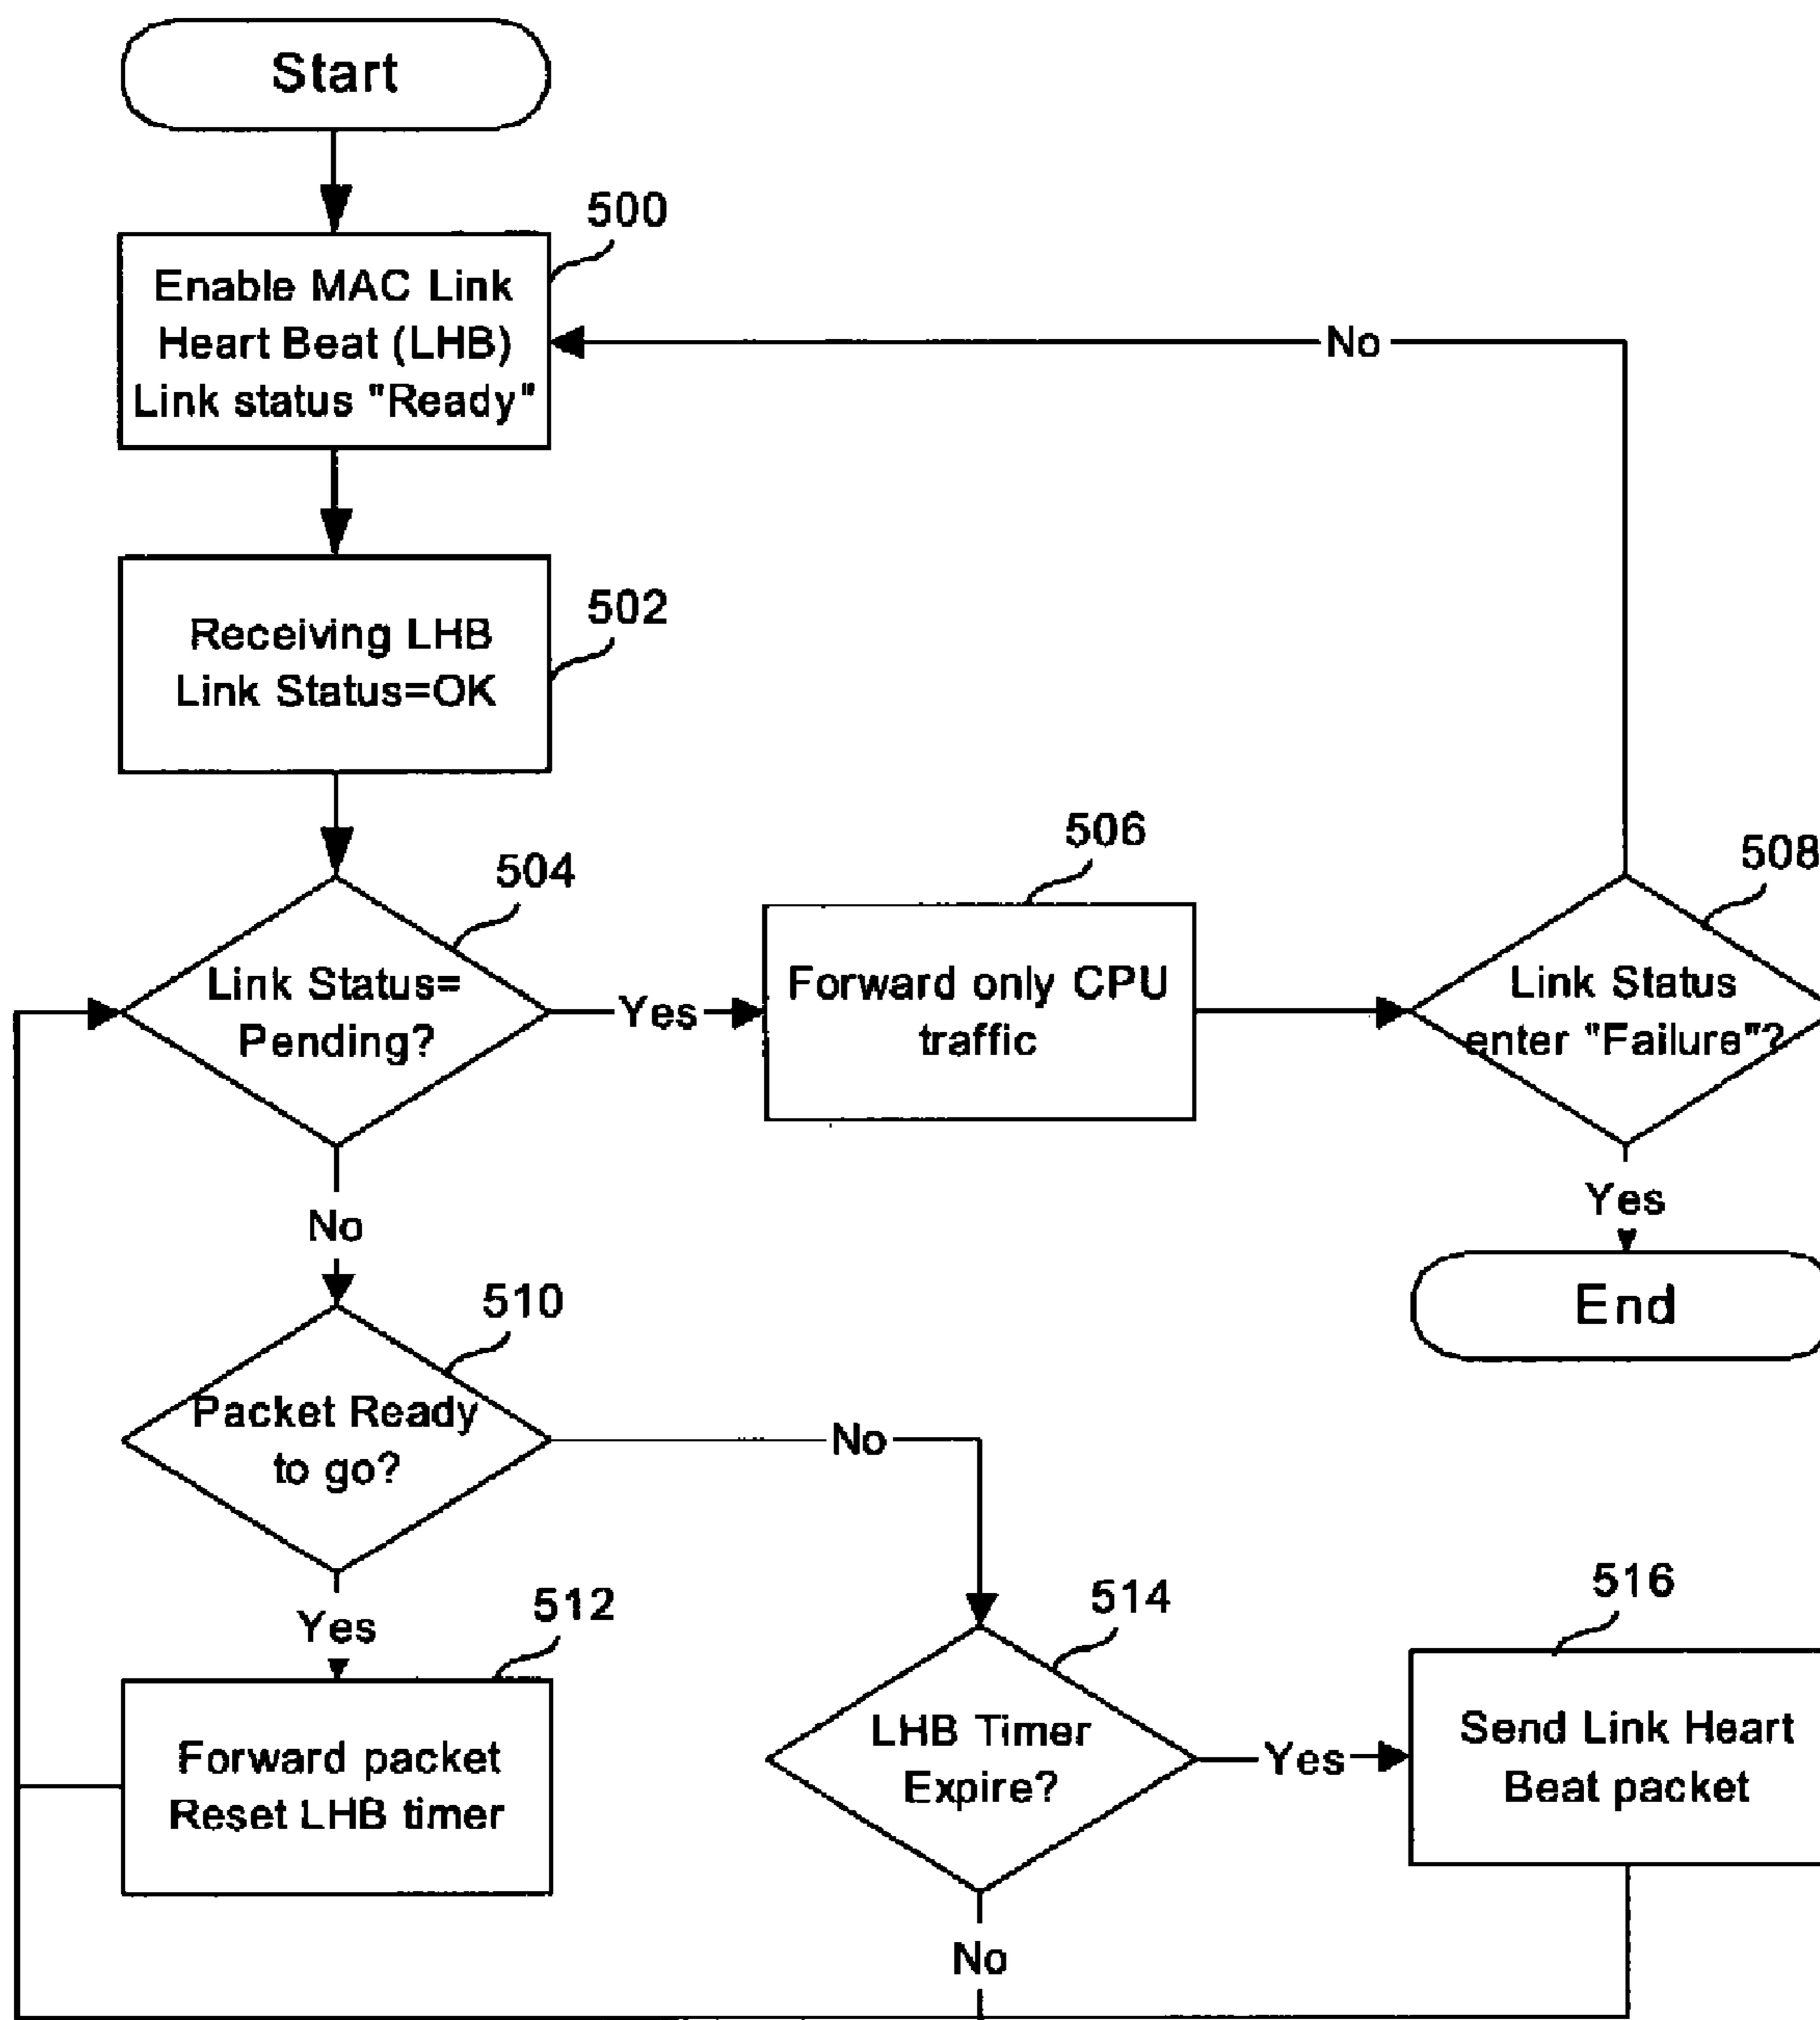 Start
500
Enable MAC Link
Heart Beat (LHB)
Link status "Ready"
No
502
Receiving LHB
Link Status=OK
504
Link Status=
Pending?
Yes
506
Forward only CPU
traffic
508
Link Status
enter "Failure"?
No
Yes
End
510
Packet Ready
to go?
No
Yes
512
Forward packet
Reset LHB timer
514
LHB Timer
Expire?
Yes
516
Send Link Heart
Beat packet
No